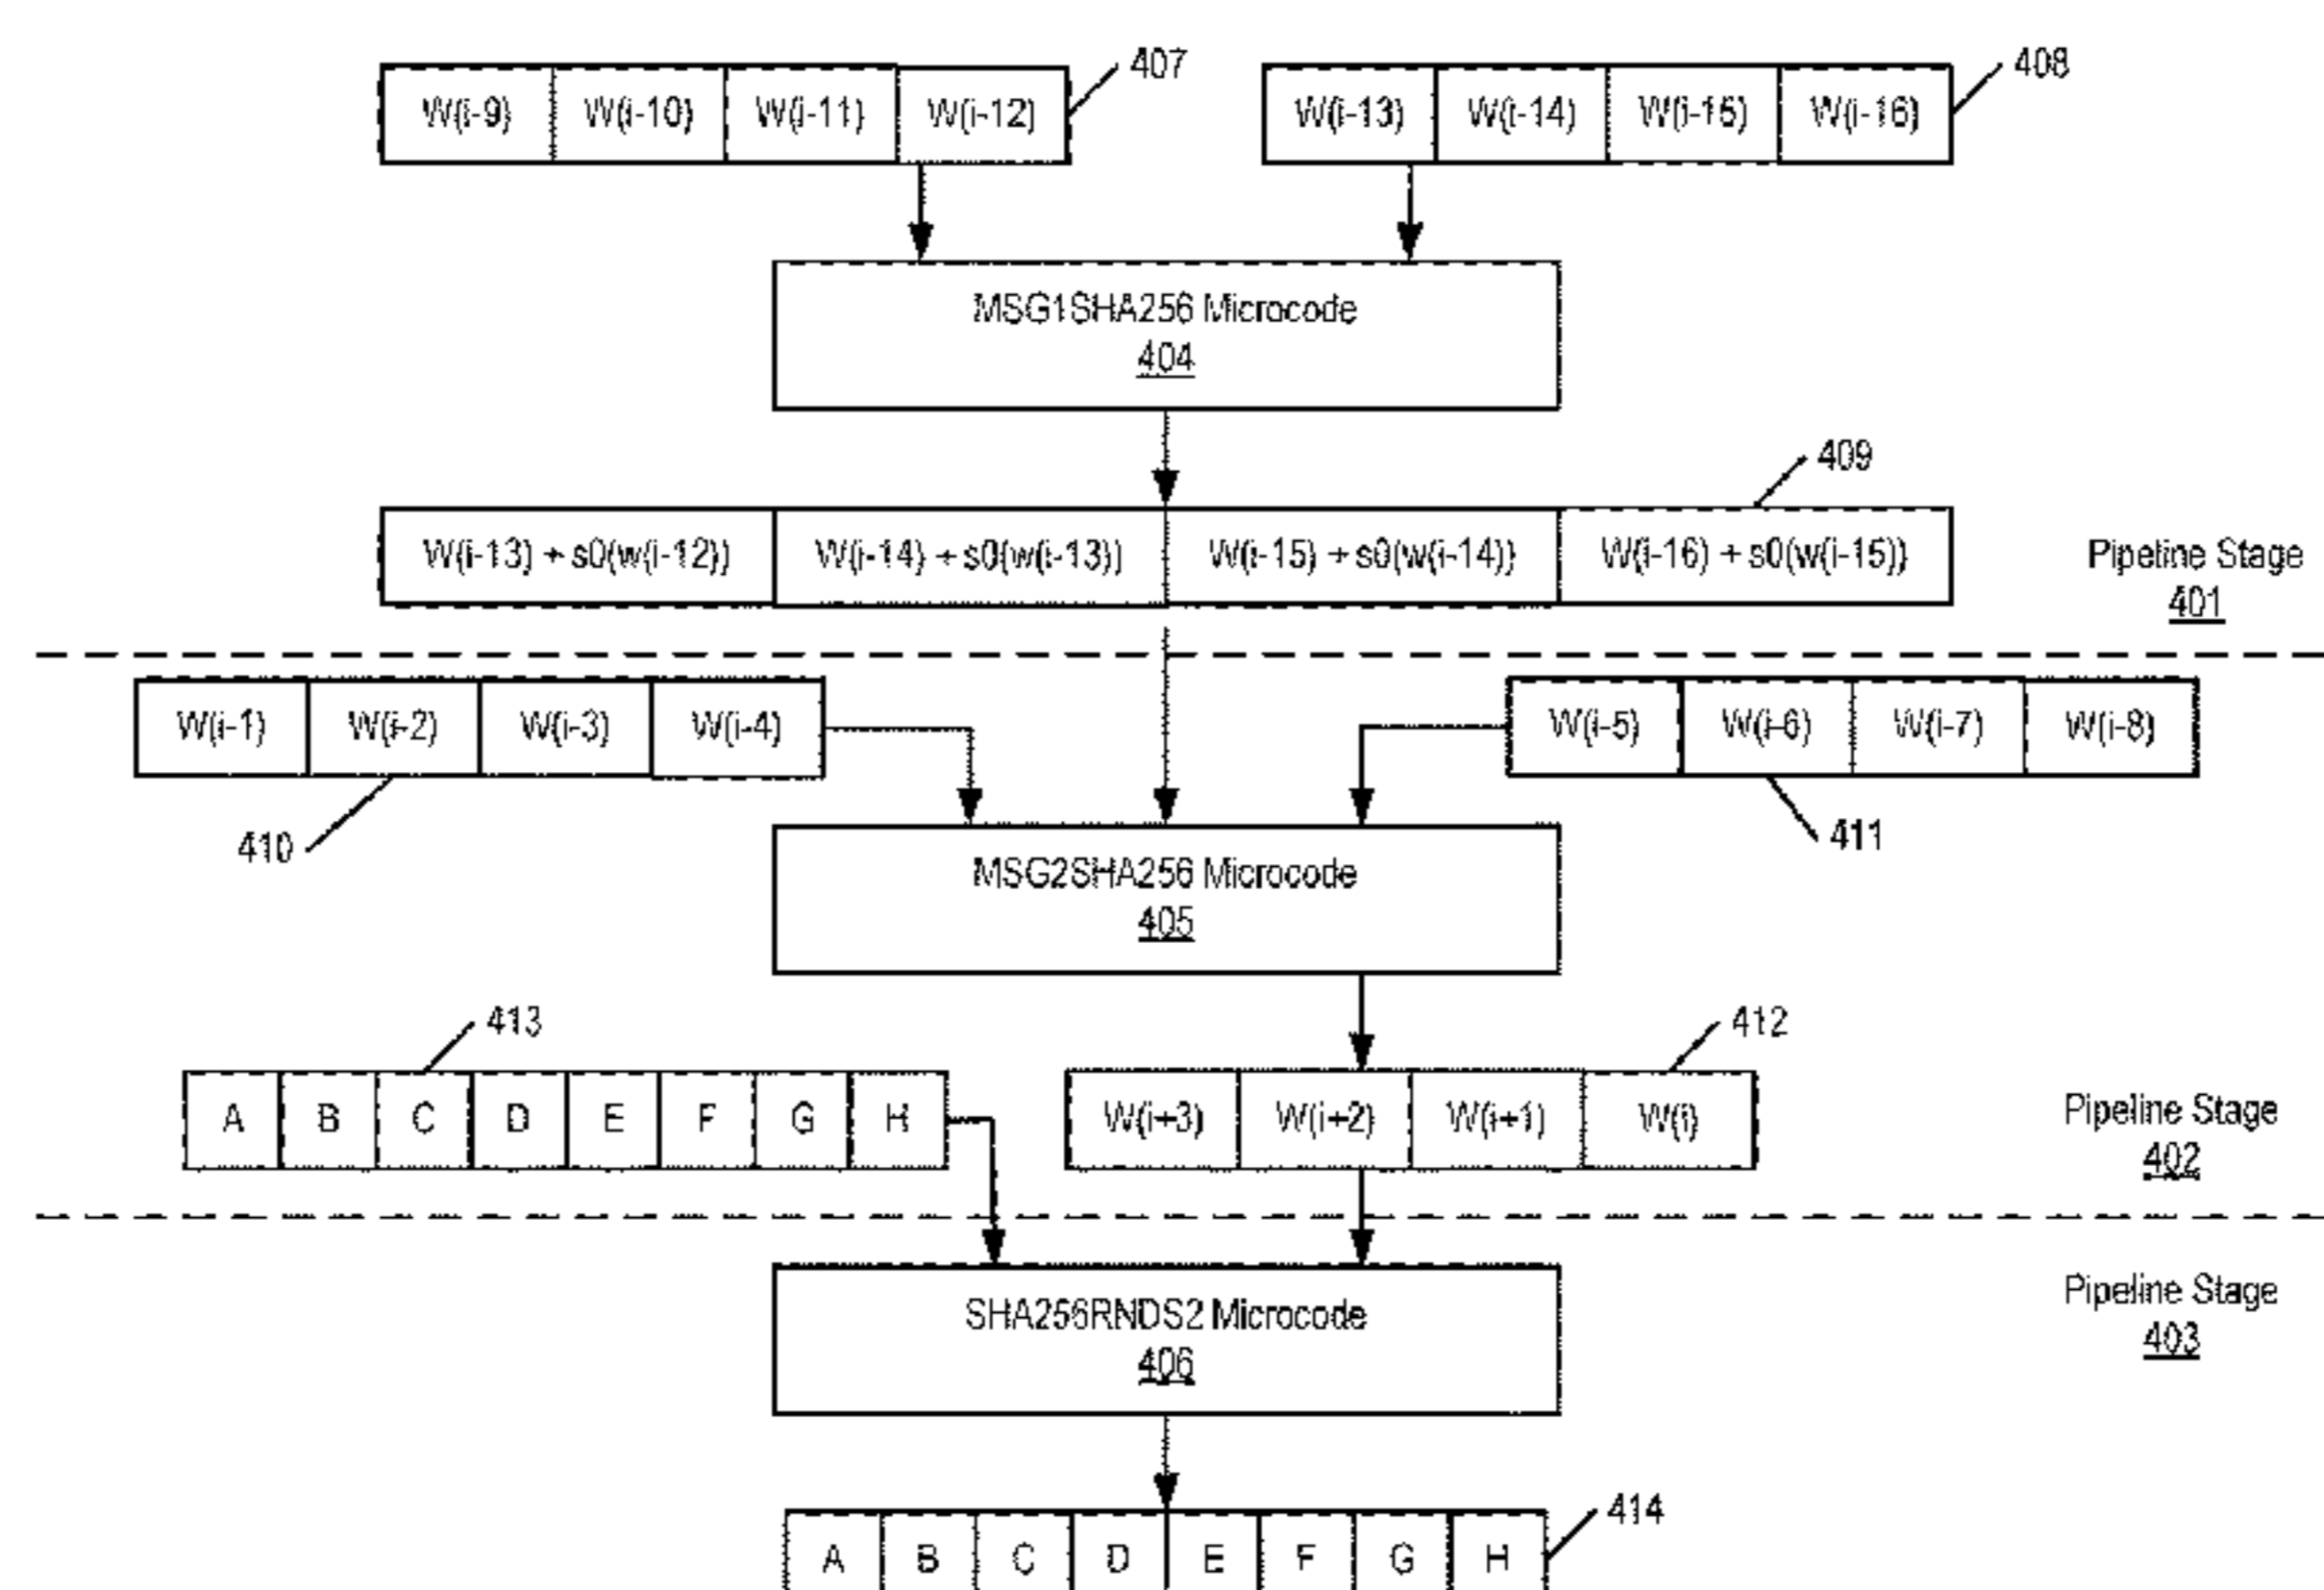 407
408
W(i-9) W(i-10) W(i-11) W(i-12)
W(i-13) W(i-14) W(i-15) W(i-16)
MSG1SHA256 Microcode
404
409
W(i-13) + s0(w(i-12)) W(i-14) + s0(w(i-13)) W(i-15) + s0(w(i-14)) W(i-16) + s0(w(i-15))
Pipeline Stage
401
W(i-1) W(i-2) W(i-3) W(i-4)
W(i-5) W(i-6) W(i-7) W(i-8)
410
411
MSG2SHA256 Microcode
405
413
412
A B C D E F G H
W(i+3) W(i+2) W(i+1) W(i)
Pipeline Stage
402
SHA256RNDS2 Microcode
406
Pipeline Stage
403
414
A B C D E F G H